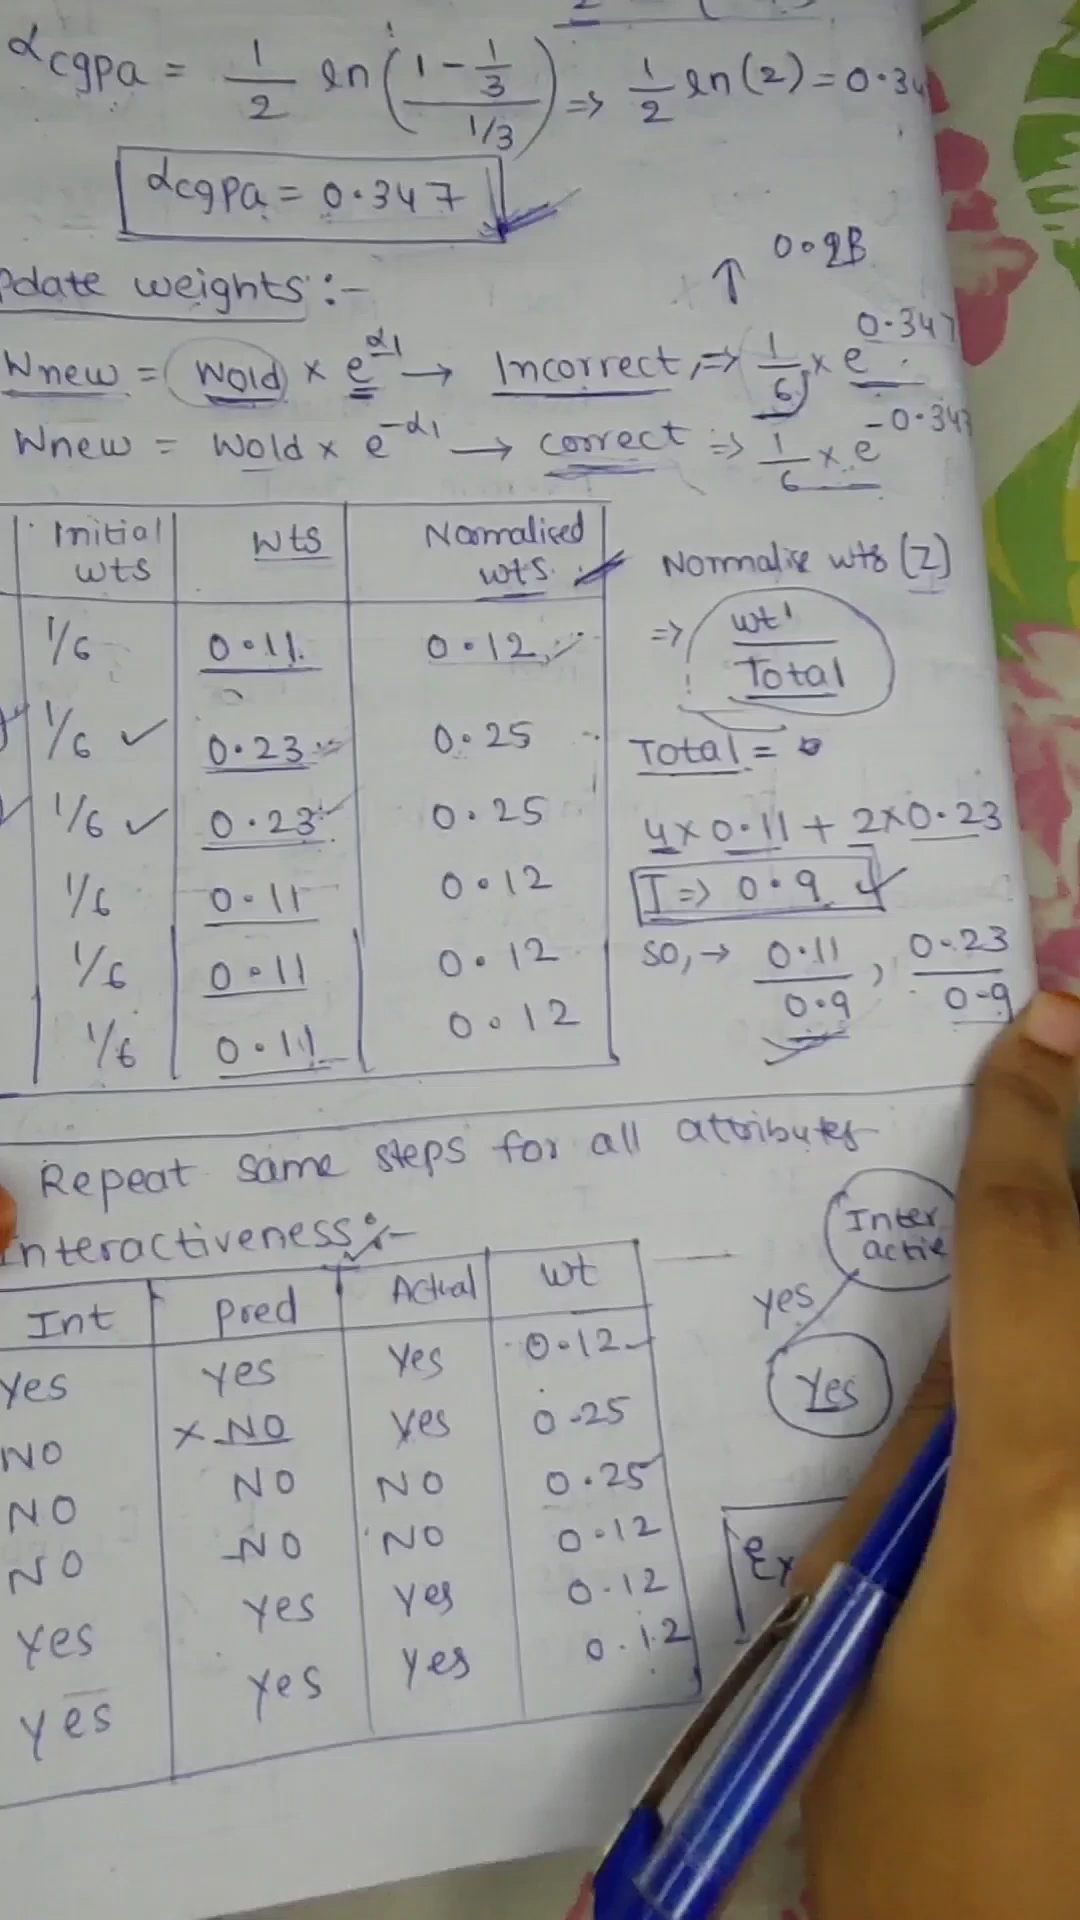 αcgpa = 1/2 ln(1 - 1/3 / 1/3) => 1/2 ln(2) = 0.34
αcgpa = 0.347
pdate weights :-
0.23
Wnew = Wold × e^α1 → Incorrect, => 1/6 × e^0.347
Wnew = Wold × e^-α1 → correct => 1/6 × e^-0.347
Initial wts | wts | Normalised wts.
1/6 | 0.11 | 0.12
1/6 ✓ | 0.23 | 0.25
1/6 ✓ | 0.23 | 0.25
1/6 | 0.11 | 0.12
1/6 | 0.11 | 0.12
1/6 | 0.11 | 0.12
Normalise wts (Z)
=> wt' / Total
Total =
4×0.11 + 2×0.23
I => 0.9
so, → 0.11/0.9 , 0.23/0.9
Repeat same steps for all attributes
nteractiveness :-
Int | Pred | Actual | wt
Yes | Yes | Yes | 0.12
NO | × NO | Yes | 0.25
NO | NO | NO | 0.25
NO | NO | NO | 0.12
Yes | Yes | Yes | 0.12
Yes | Yes | Yes | 0.12
Inter
active
Yes
Yes